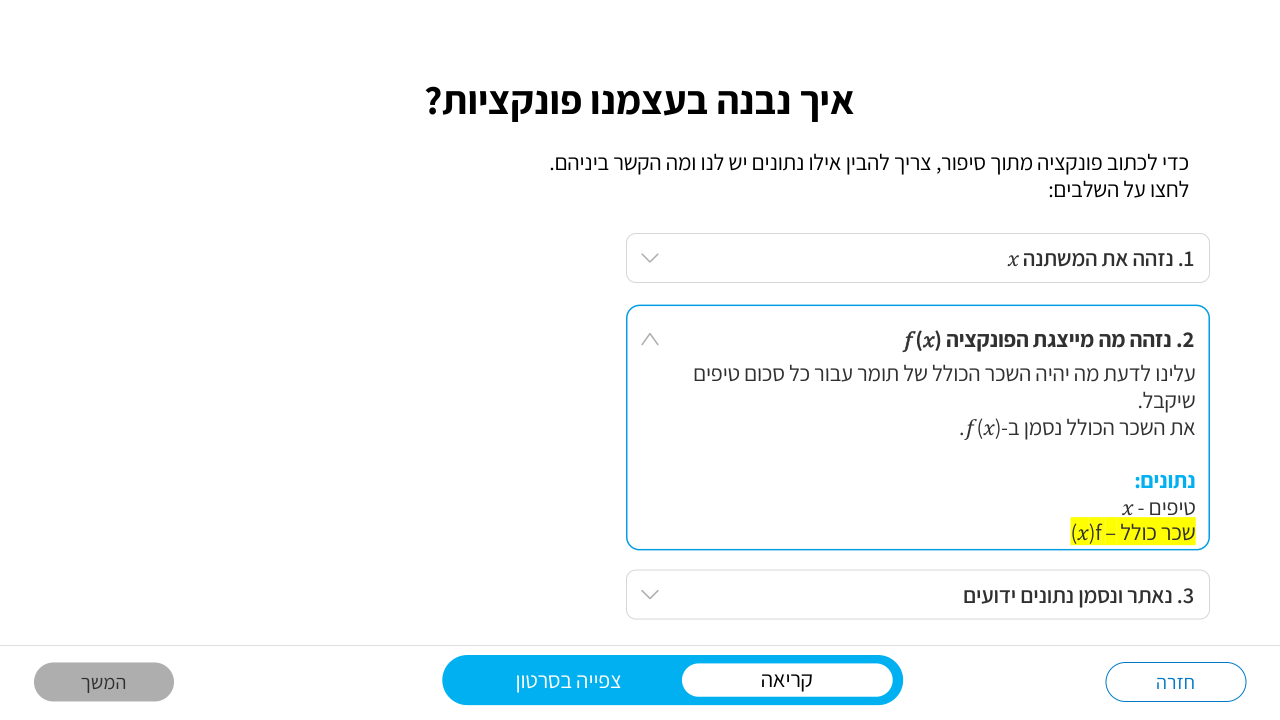 איך נבנה בעצמנו פונקציות?
כדי לכתוב פונקציה מתוך סיפור, צריך להבין אילו נתונים יש לנו ומה הקשר ביניהם.
לחצו על השלבים:
1. נזהה את המשתנה x
2. נזהה מה מייצגת הפונקציה f(x)
עלינו לדעת מה יהיה השכר הכולל של תומר עבור כל סכום טיפים
שיקבל.
את השכר הכולל נסמן ב-f(x).
נתונים:
טיפים - x
שכר כולל – f(x)
3. נאתר ונסמן נתונים ידועים
חזרה
קריאה
צפייה בסרטון
המשך